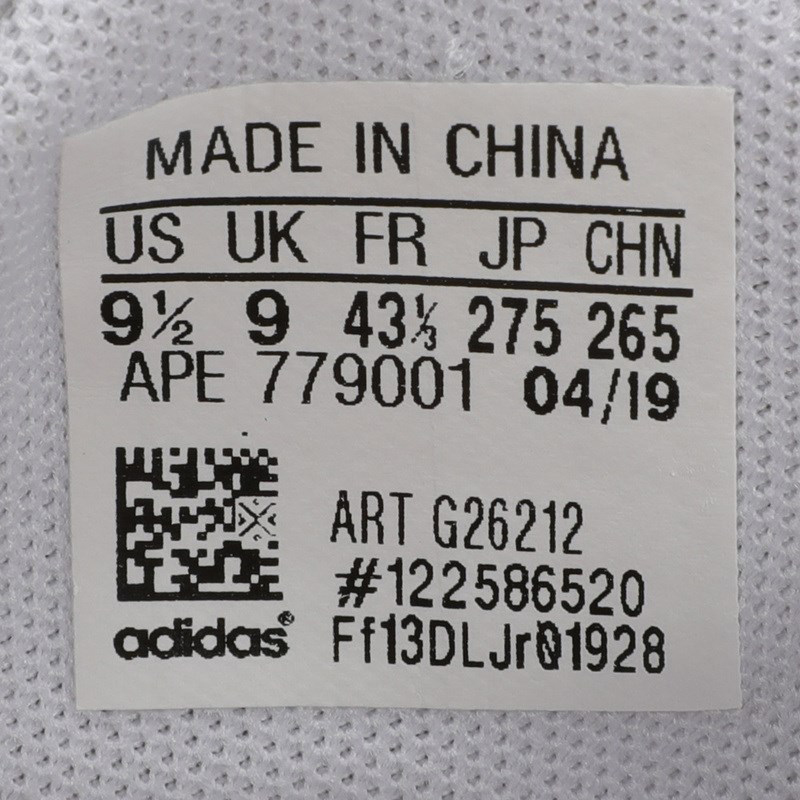 MADE IN CHINA
US UK FR JP CHN
9½ 9 43⅓ 275 265
APE 779001 04/19
ART G26212
#122586520
adidas®
Ff13DLJr01928